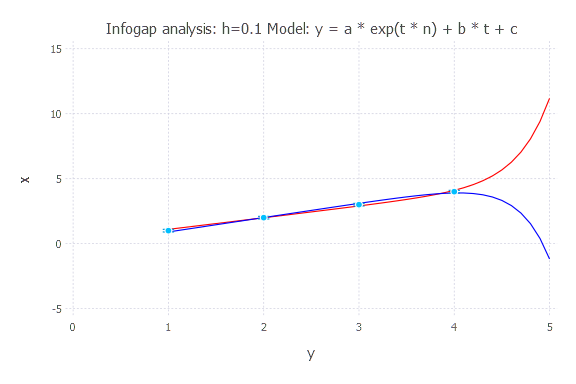 Infogap analysis: h=0.1 Model: y = a * exp(t * n) + b * t + c
15
10
5
0
-5
x
0 1 2 3 4 5
y